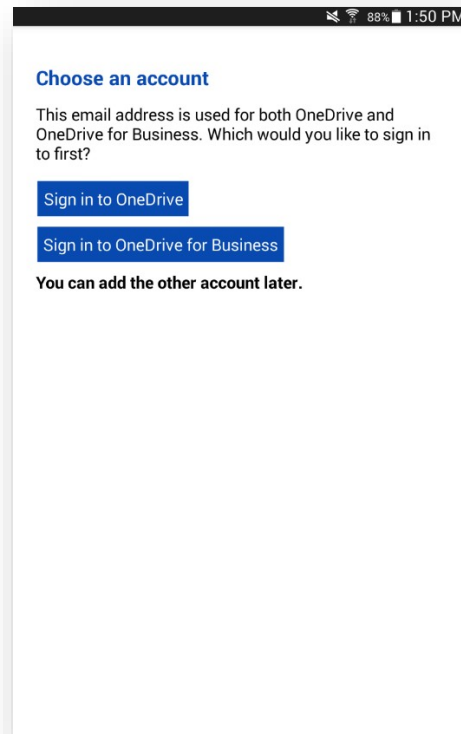 88% 1:50 PM
Choose an account
This email address is used for both OneDrive and
OneDrive for Business. Which would you like to sign in
to first?
Sign in to OneDrive
Sign in to OneDrive for Business
You can add the other account later.